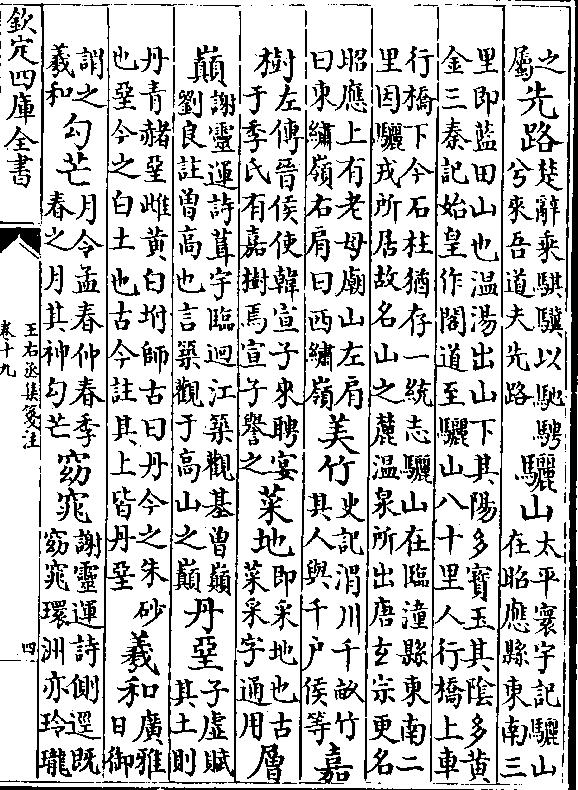 之屬先路楚辭乘騏驥以馳騁兮來吾道夫先路驪山太平寰宇記驪山在昭應縣東南三
里即藍田山也温湯出山下其陽多寶玉其陰多黄金三秦記始皇作閣道至驪山八十里人行橋上車
行橋下今石柱猶存一統志驪山在臨潼縣東南二里因驪戎所居故名山之麓温泉所出唐玄宗更名
昭應上有老母廟山左肩曰東繡嶺右肩曰西繡嶺美竹史記渭川千畝竹其人與千户侯等嘉
樹左傳晉侯使韓宣子來聘宴于季氏有嘉樹焉宣子譽之菜地即采地也古菜采字通用層
巔謝靈運詩葺宇臨迴江築觀基曾巔劉良註曾高也言築觀于高山之巔丹堊子虚賦其土則
丹青赭堊雌黄白坿師古曰丹今之朱砂也堊今之白土也古今註其上皆丹堊羲和廣雅日御
謂之羲和勾芒月令孟春仲春季春之月其神勾芒窈窕謝靈運詩側逕既窈窕環洲亦玲瓏
欽定四庫全書
王右丞集箋注
卷十九
四